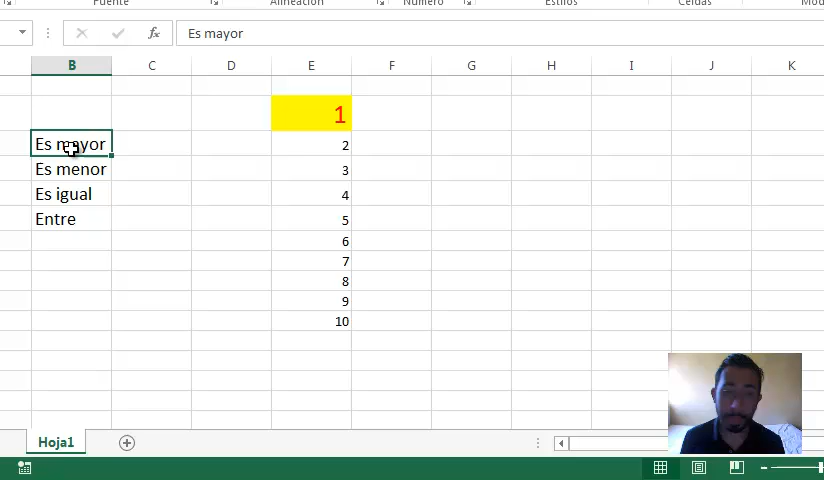 Fuente Alineación Número Estilos Celdas
fx Es mayor
B C D E F G H I J K
1
Es mayor 2
Es menor 3
Es igual 4
Entre 5
6
7
8
9
10
Hoja1